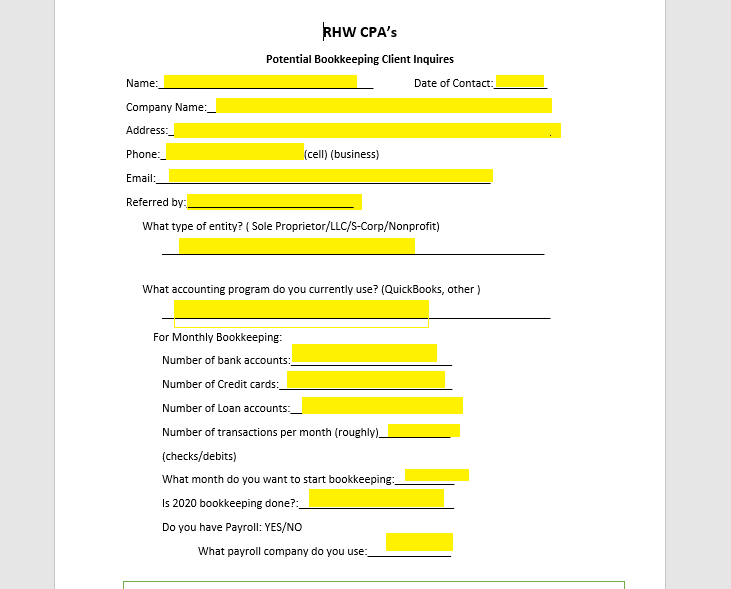 RHW CPA's
Potential Bookkeeping Client Inquires
Name: Date of Contact:
Company Name:
Address:
Phone: (cell) (business)
Email:
Referred by:
What type of entity? ( Sole Proprietor/LLC/S-Corp/Nonprofit)
What accounting program do you currently use? (QuickBooks, other )
For Monthly Bookkeeping:
Number of bank accounts:
Number of Credit cards:
Number of Loan accounts:
Number of transactions per month (roughly)
(checks/debits)
What month do you want to start bookkeeping:
Is 2020 bookkeeping done?:
Do you have Payroll: YES/NO
What payroll company do you use: